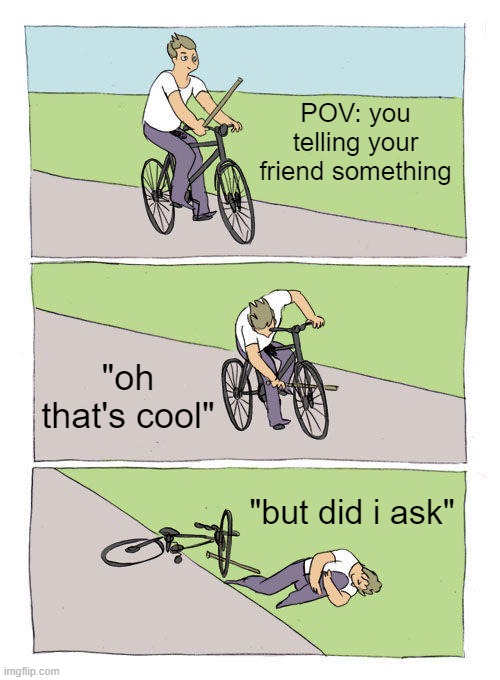 POV: you
telling your
friend something
"oh
that's cool"
"but did i ask"
imgflip.com